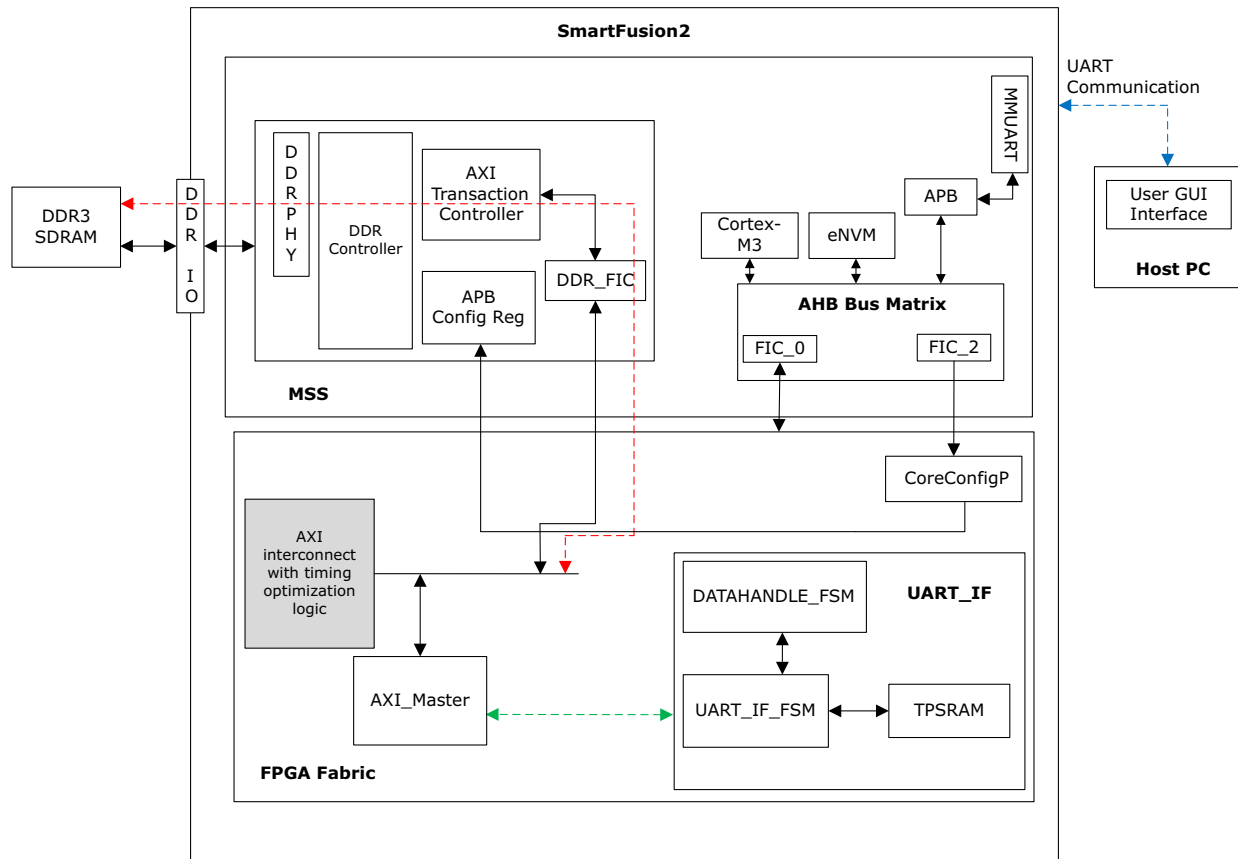 SmartFusion2
UART
Communication
MMUART
D
D
R
P
H
Y
DDR
Controller
AXI
Transaction
Controller
APB
Config Reg
DDR_FIC
DDR3
SDRAM
D
D
R
IO
Cortex-
M3
eNVM
APB
AHB Bus Matrix
FIC_0
FIC_2
MSS
User GUI
Interface
Host PC
CoreConfigP
AXI
interconnect
with timing
optimization
logic
AXI_Master
DATAHANDLE_FSM
UART_IF
UART_IF_FSM
TPSRAM
FPGA Fabric